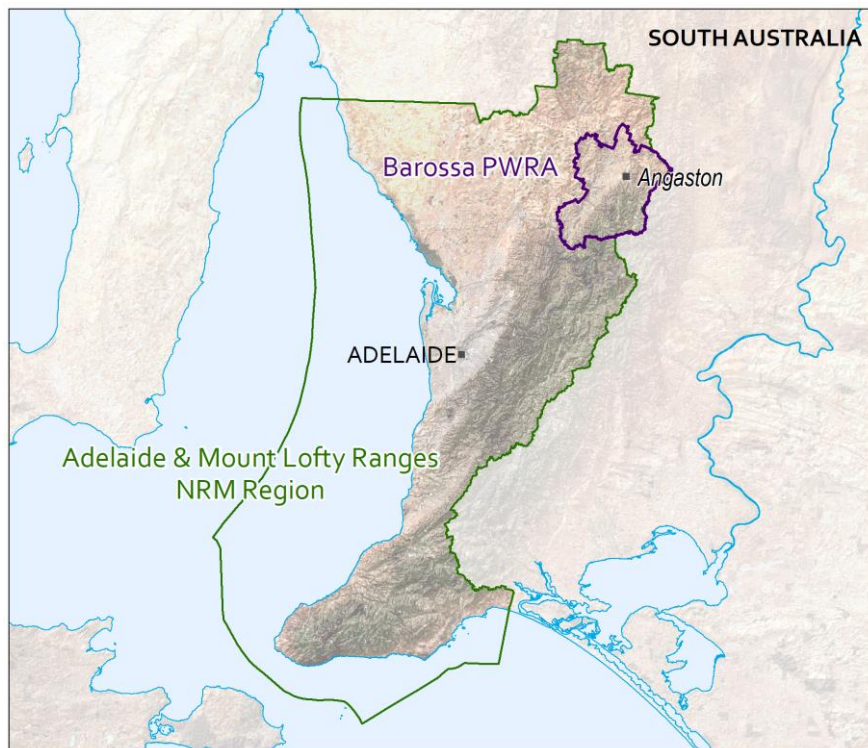 SOUTH AUSTRALIA
Barossa PWRA
Angaston
ADELAIDE
Adelaide & Mount Lofty Ranges
NRM Region